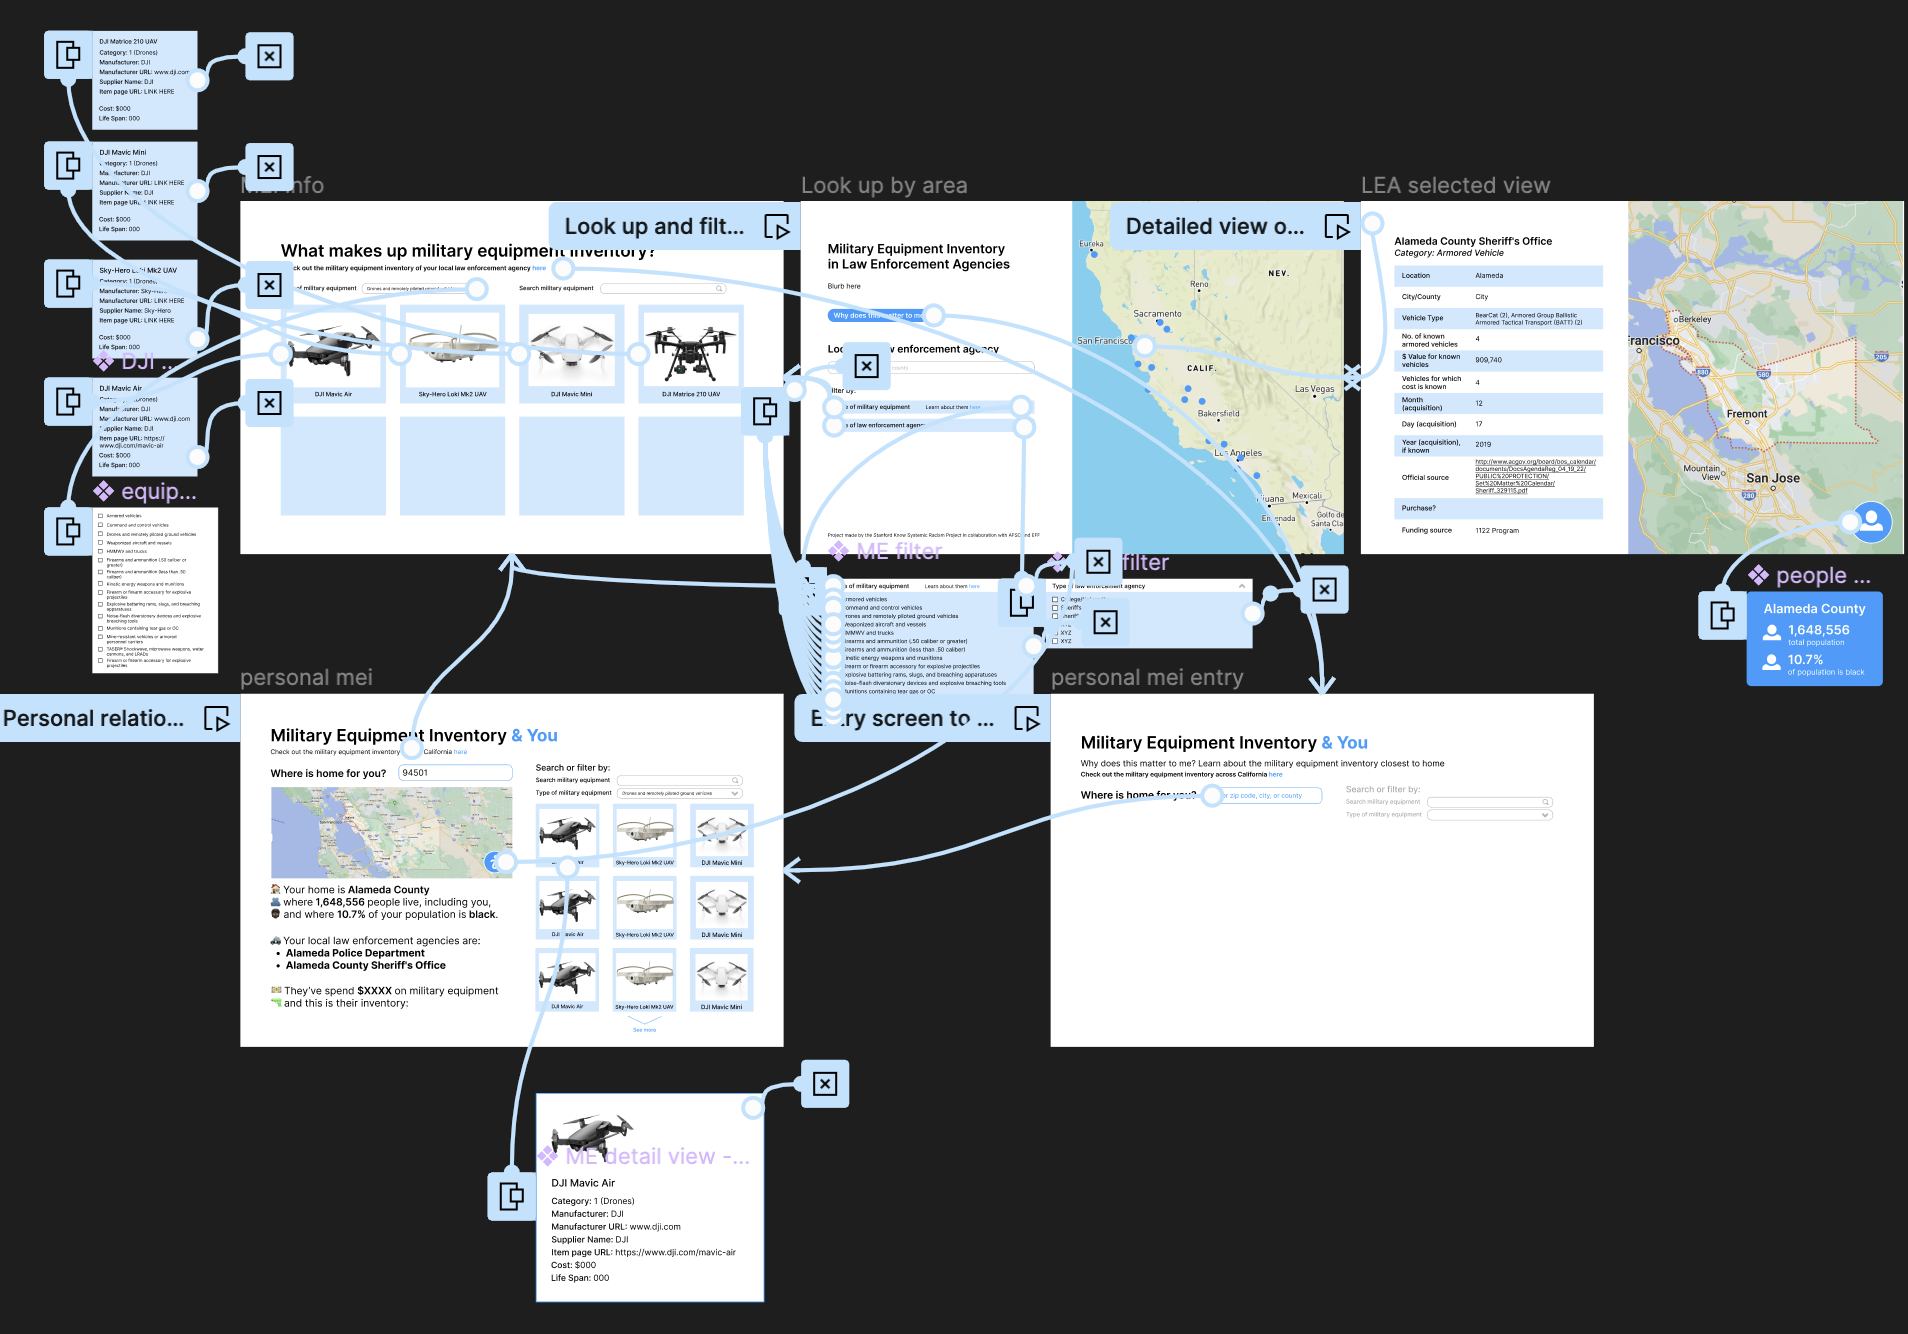 DJI Matrice 210 UAV
Category: 1 (Drones)
Manufacturer: DJI
Manufacturer URL: www.dji.com
Supplier Name: DJI
Item page URL: LINK HERE
Cost: $000
Life Span: 000
DJI Mavic Mini
Category: 1 (Drones)
Manufacturer: DJI
Manufacturer URL: LINK HERE
Supplier Name: DJI
Item page URL: LINK HERE
Cost: $000
Life Span: 000
Sky-Hero Loki Mk2 UAV
Category: 1 (Drones)
Manufacturer: Sky-Hero
Manufacturer URL: LINK HERE
Supplier Name: Sky-Hero
Item page URL: LINK HERE
Cost: $000
Life
DJI ...
DJI Mavic Air
Category: 1 (Drones)
Manufacturer: DJI
Manufacturer URL: www.dji.com
Supplier Name: DJI
Item page URL: https://
www.dji.com/mavic-air
Cost: $000
Life Span: 000
equip...
Armored vehicles
Command and control vehicles
Drones and remotely piloted ground vehicles
Weaponized aircraft and vessels
HMMWV and trucks
Firearms and ammunition (.50 caliber or
greater)
Firearms and ammunition (less than .50
caliber)
Kinetic energy weapons and munitions
Firearm or firearm accessory for explosive
projectiles
Explosive battering rams, slugs, and breaching
apparatuses
Noise-flash diversionary devices and explosive
breaching tools
Munitions containing tear gas or OC
Mine-resistant vehicles or armored
personnel carriers
TASER® Shockwave, microwave weapons, water
cannons, and LRADs
Firearm or firearm accessory for explosive
projectiles
info
Look up and filt...
What makes up military equipment inventory?
ck out the military equipment inventory of your local law enforcement agency here
of military equipment
Drones and remotely piloted
Search military equipment
DJI Mavic Air
Sky-Hero Loki Mk2 UAV
DJI Mavic Mini
DJI Matrice 210 UAV
Look up by area
Detailed view o...
Military Equipment Inventory
in Law Enforcement Agencies
Blurb here
Why does this matter to me
Loo w enforcement agency
county
ilter by:
e of military equipment Learn about them here
e of law enforcement agency
Project made by the Stanford Know Systemic Racism Project in collaboration with AFSC and EFF
Eureka
NEV.
Reno
Sacramento
San Francisco
CALIF.
Las Vegas
Bakersfield
Los Angeles
Tijuana
Mexicali
Ensenada
Golfo de
Santa Cla
LEA selected view
Alameda County Sheriff's Office
Category: Armored Vehicle
Location Alameda
City/County City
Vehicle Type BearCat (2), Armored Group Ballistic
Armored Tactical Transport (BATT) (2)
No. of known
armored vehicles 4
$ Value for known
vehicles 909,740
Vehicles for which
cost is known 4
Month
(acquisition) 12
Day (acquisition) 17
Year (acquisition),
if known 2019
Official source
http://www.acgov.org/board/bos_calendar/
documents/DocsAgendaReg_04_19_22/
PUBLIC%20PROTECTION/
Set%20Matter%20Calendar/
Sheriff_329115.pdf
Purchase?
Funding source 1122 Program
Berkeley
Francisco
205
880
580
Fremont
Mountain
View
San Jose
280
people ...
Alameda County
1,648,556
total population
10.7%
of population is black
ME filter
e of military equipment Learn about them here
rmored vehicles
ommand and control vehicles
rones and remotely piloted ground vehicles
eaponized aircraft and vessels
HMMWV and trucks
irearms and ammunition (.50 caliber or greater)
irearms and ammunition (less than .50 caliber)
inetic energy weapons and munitions
irearm or firearm accessory for explosive projectiles
xplosive battering rams, slugs, and breaching apparatuses
oise-flash diversionary devices and explosive breaching tools
unitions containing tear gas or OC
filter
Type of law enforcement agency
College/
Sheriffs
Sheriff
XYZ
XYZ
personal mei
Personal relatio...
Military Equipment Inventory & You
Check out the military equipment inventory California here
Where is home for you? 94501
Your home is Alameda County
where 1,648,556 people live, including you,
and where 10.7% of your population is black.
Your local law enforcement agencies are:
• Alameda Police Department
• Alameda County Sheriff's Office
They've spend $XXXX on military equipment
and this is their inventory:
Search or filter by:
Search military equipment
Type of military equipment Drones and remotely piloted ground vehicles
Air
Sky-Hero Loki Mk2 UAV
DJI Mavic Mini
DJI Mavic Air
Sky-Hero Loki Mk2 UAV
DJI Mavic Mini
DJI Mavic Air
Sky-Hero Loki Mk2 UAV
DJI Mavic Mini
See more
personal mei entry
Entry screen to ...
Military Equipment Inventory & You
Why does this matter to me? Learn about the military equipment inventory closest to home
Check out the military equipment inventory across California here
Where is home for you? or zip code, city, or county
Search or filter by:
Search military equipment
Type of military equipment
ME detail view -...
DJI Mavic Air
Category: 1 (Drones)
Manufacturer: DJI
Manufacturer URL: www.dji.com
Supplier Name: DJI
Item page URL: https://www.dji.com/mavic-air
Cost: $000
Life Span: 000